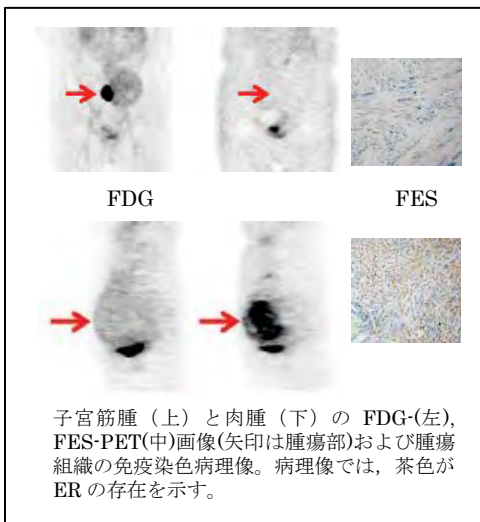 FDG FES
子宮筋腫（上）と肉腫（下）の FDG-(左),
FES-PET(中)画像(矢印は腫瘍部)および腫瘍
組織の免疫染色病理像。病理像では，茶色が
ER の存在を示す。